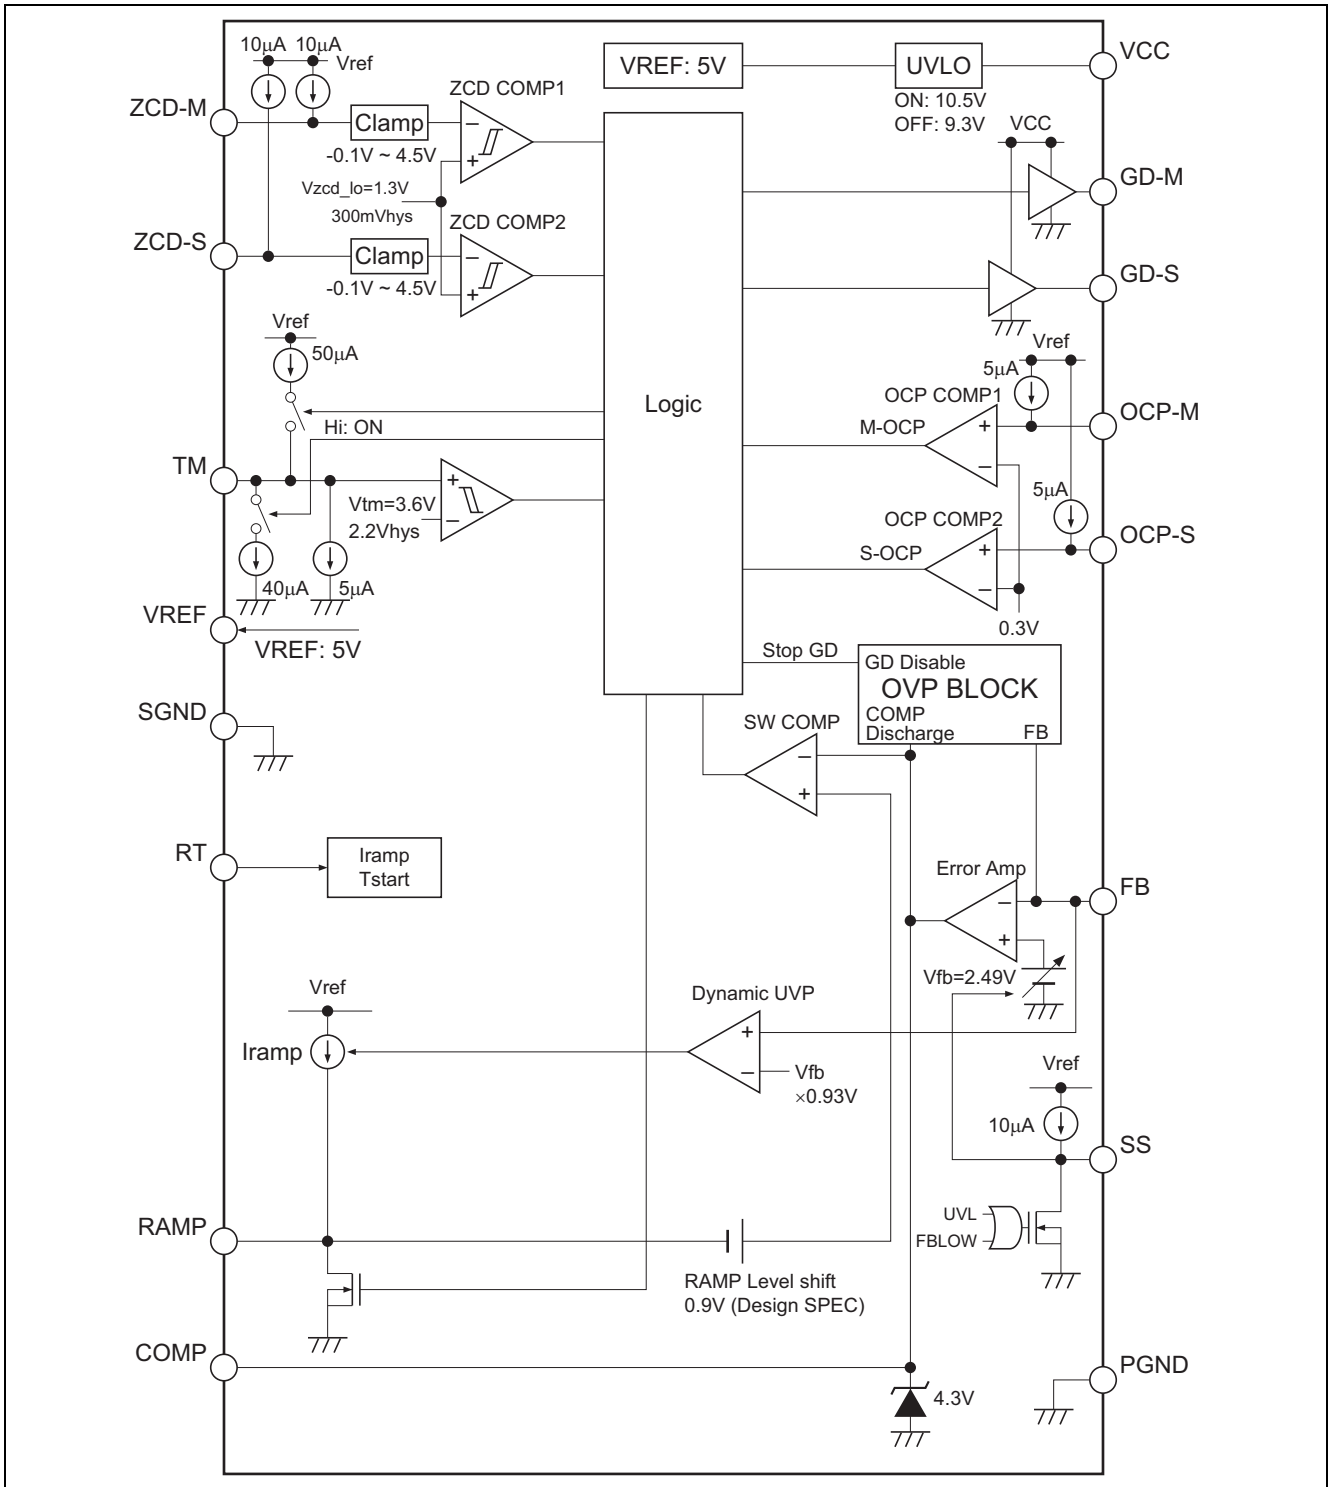 10μA 10μA
Vref
VREF: 5V
UVLO
VCC
ON: 10.5V
OFF: 9.3V
ZCD-M
Clamp
-0.1V ~ 4.5V
ZCD COMP1
−
+
Vzcd_lo=1.3V
300mVhys
VCC
GD-M
ZCD-S
Clamp
-0.1V ~ 4.5V
ZCD COMP2
−
+
GD-S
Logic
Vref
50μA
Hi: ON
TM
Vtm=3.6V
2.2Vhys
+
−
40μA
5μA
Vref
5μA
OCP COMP1
M-OCP
+
−
OCP-M
5μA
OCP COMP2
S-OCP
+
−
OCP-S
0.3V
VREF
VREF: 5V
Stop GD
GD Disable
OVP BLOCK
COMP
Discharge
FB
SGND
SW COMP
−
+
RT
Iramp
Tstart
Error Amp
−
+
FB
Vfb=2.49V
Vref
Iramp
Dynamic UVP
+
−
Vfb
×0.93V
Vref
10μA
SS
UVL
FBLOW
RAMP
RAMP Level shift
0.9V (Design SPEC)
COMP
4.3V
PGND